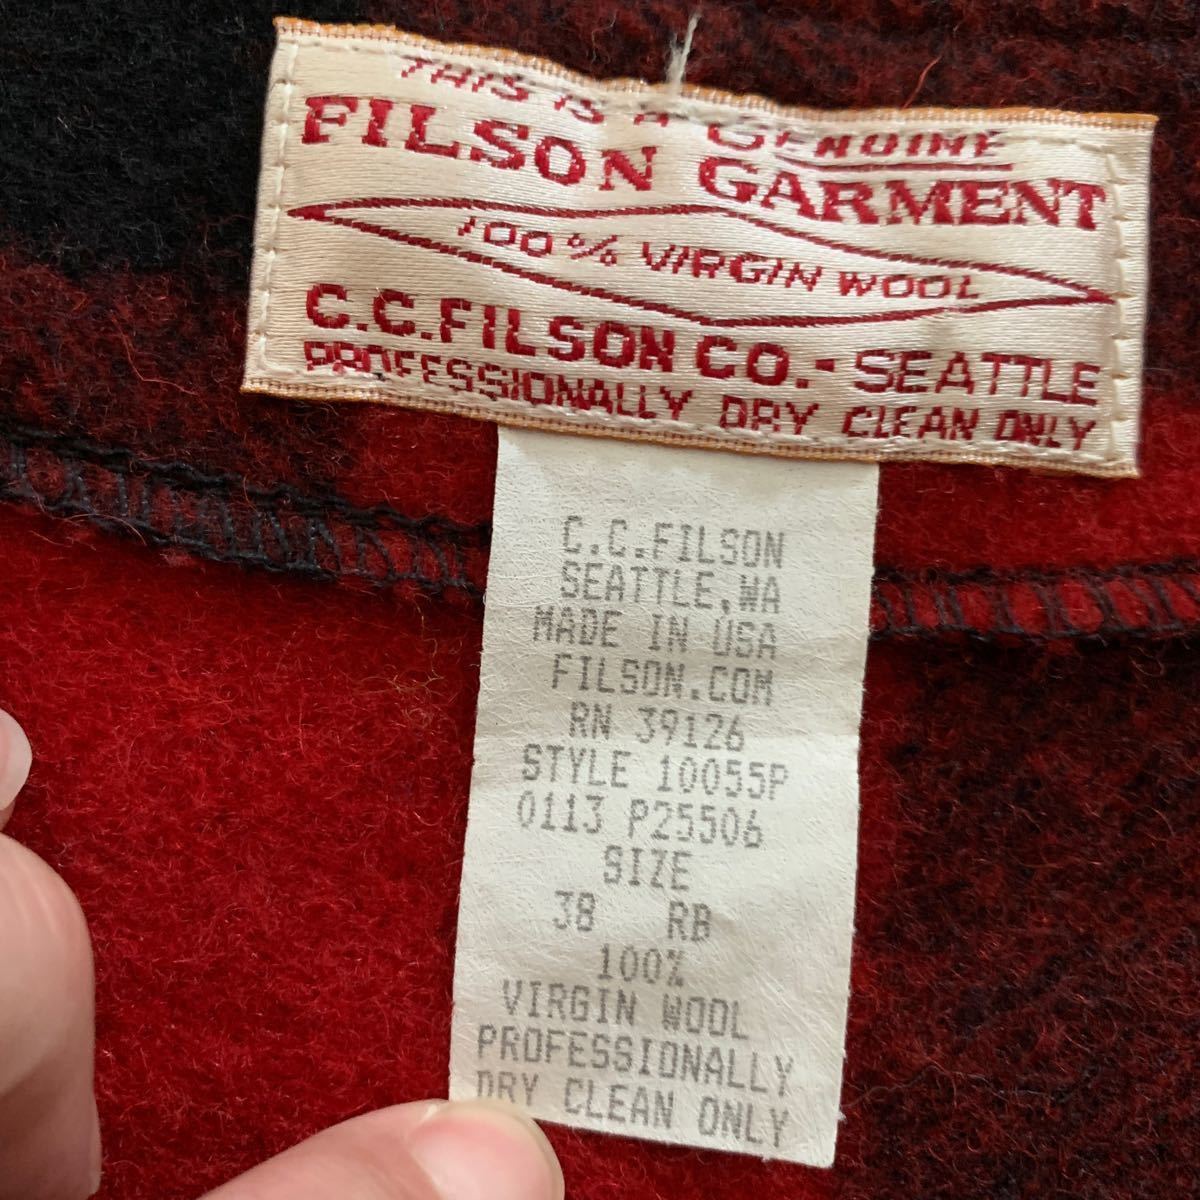 THIS IS A GENUINE
FILSON GARMENT
100% VIRGIN WOOL
C.C.FILSON CO.-SEATTLE
PROFESSIONALLY DRY CLEAN ONLY
C.C.FILSON
SEATTLE,WA
MADE IN USA
FILSON.COM
RN 39126
STYLE 10055P
0113 P25506
SIZE
38 RB
100%
VIRGIN WOOL
PROFESSIONALLY
DRY CLEAN ONLY